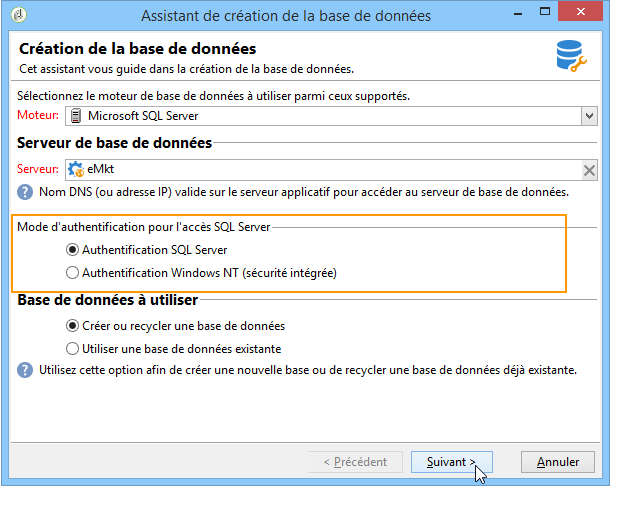 Assistant de création de la base de données
Création de la base de données
Cet assistant vous guide dans la création de la base de données.
Sélectionnez le moteur de base de données à utiliser parmi ceux supportés.
Moteur: Microsoft SQL Server
Serveur de base de données
Serveur: eMkt
? Nom DNS (ou adresse IP) valide sur le serveur applicatif pour accéder au serveur de base de données.
Mode d'authentification pour l'accès SQL Server
Authentification SQL Server
Authentification Windows NT (sécurité intégrée)
Base de données à utiliser
Créer ou recycler une base de données
Utiliser une base de données existante
? Utilisez cette option afin de créer une nouvelle base ou de recycler une base de données déjà existante.
< Précédent Suivant > Annuler